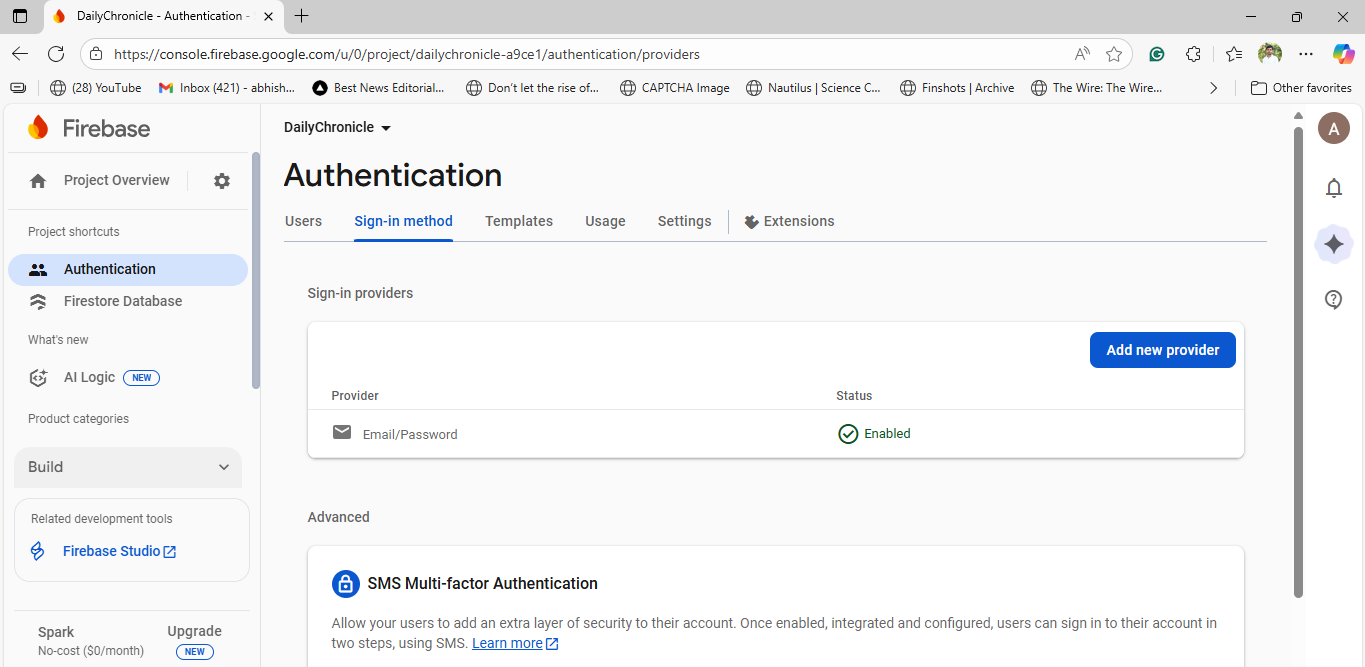 DailyChronicle - Authentication -
https://console.firebase.google.com/u/0/project/dailychronicle-a9ce1/authentication/providers
(28) YouTube
Inbox (421) - abhish...
Best News Editorial...
Don't let the rise of...
CAPTCHA Image
Nautilus | Science C...
Finshots | Archive
The Wire: The Wire...
Other favorites
Firebase
Project Overview
Project shortcuts
Authentication
Firestore Database
What's new
AI Logic NEW
Product categories
Build
Related development tools
Firebase Studio
Spark
No-cost ($0/month)
Upgrade
NEW
DailyChronicle
Authentication
Users
Sign-in method
Templates
Usage
Settings
Extensions
Sign-in providers
Add new provider
Provider
Status
Email/Password
Enabled
Advanced
SMS Multi-factor Authentication
Allow your users to add an extra layer of security to their account. Once enabled, integrated and configured, users can sign in to their account in
two steps, using SMS. Learn more
A